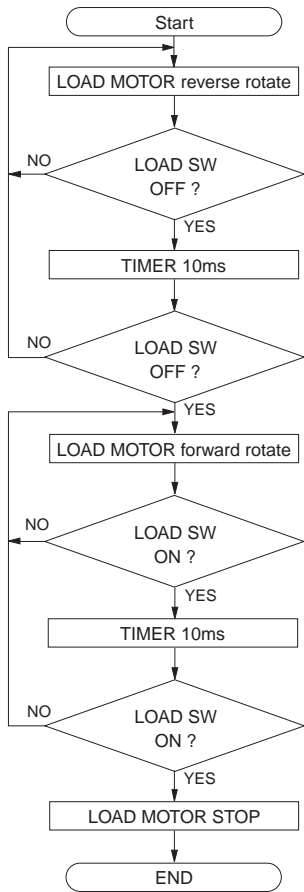 Start
LOAD MOTOR reverse rotate
NO
LOAD SW
OFF ?
YES
TIMER 10ms
NO
LOAD SW
OFF ?
YES
LOAD MOTOR forward rotate
NO
LOAD SW
ON ?
YES
TIMER 10ms
NO
LOAD SW
ON ?
YES
LOAD MOTOR STOP
END